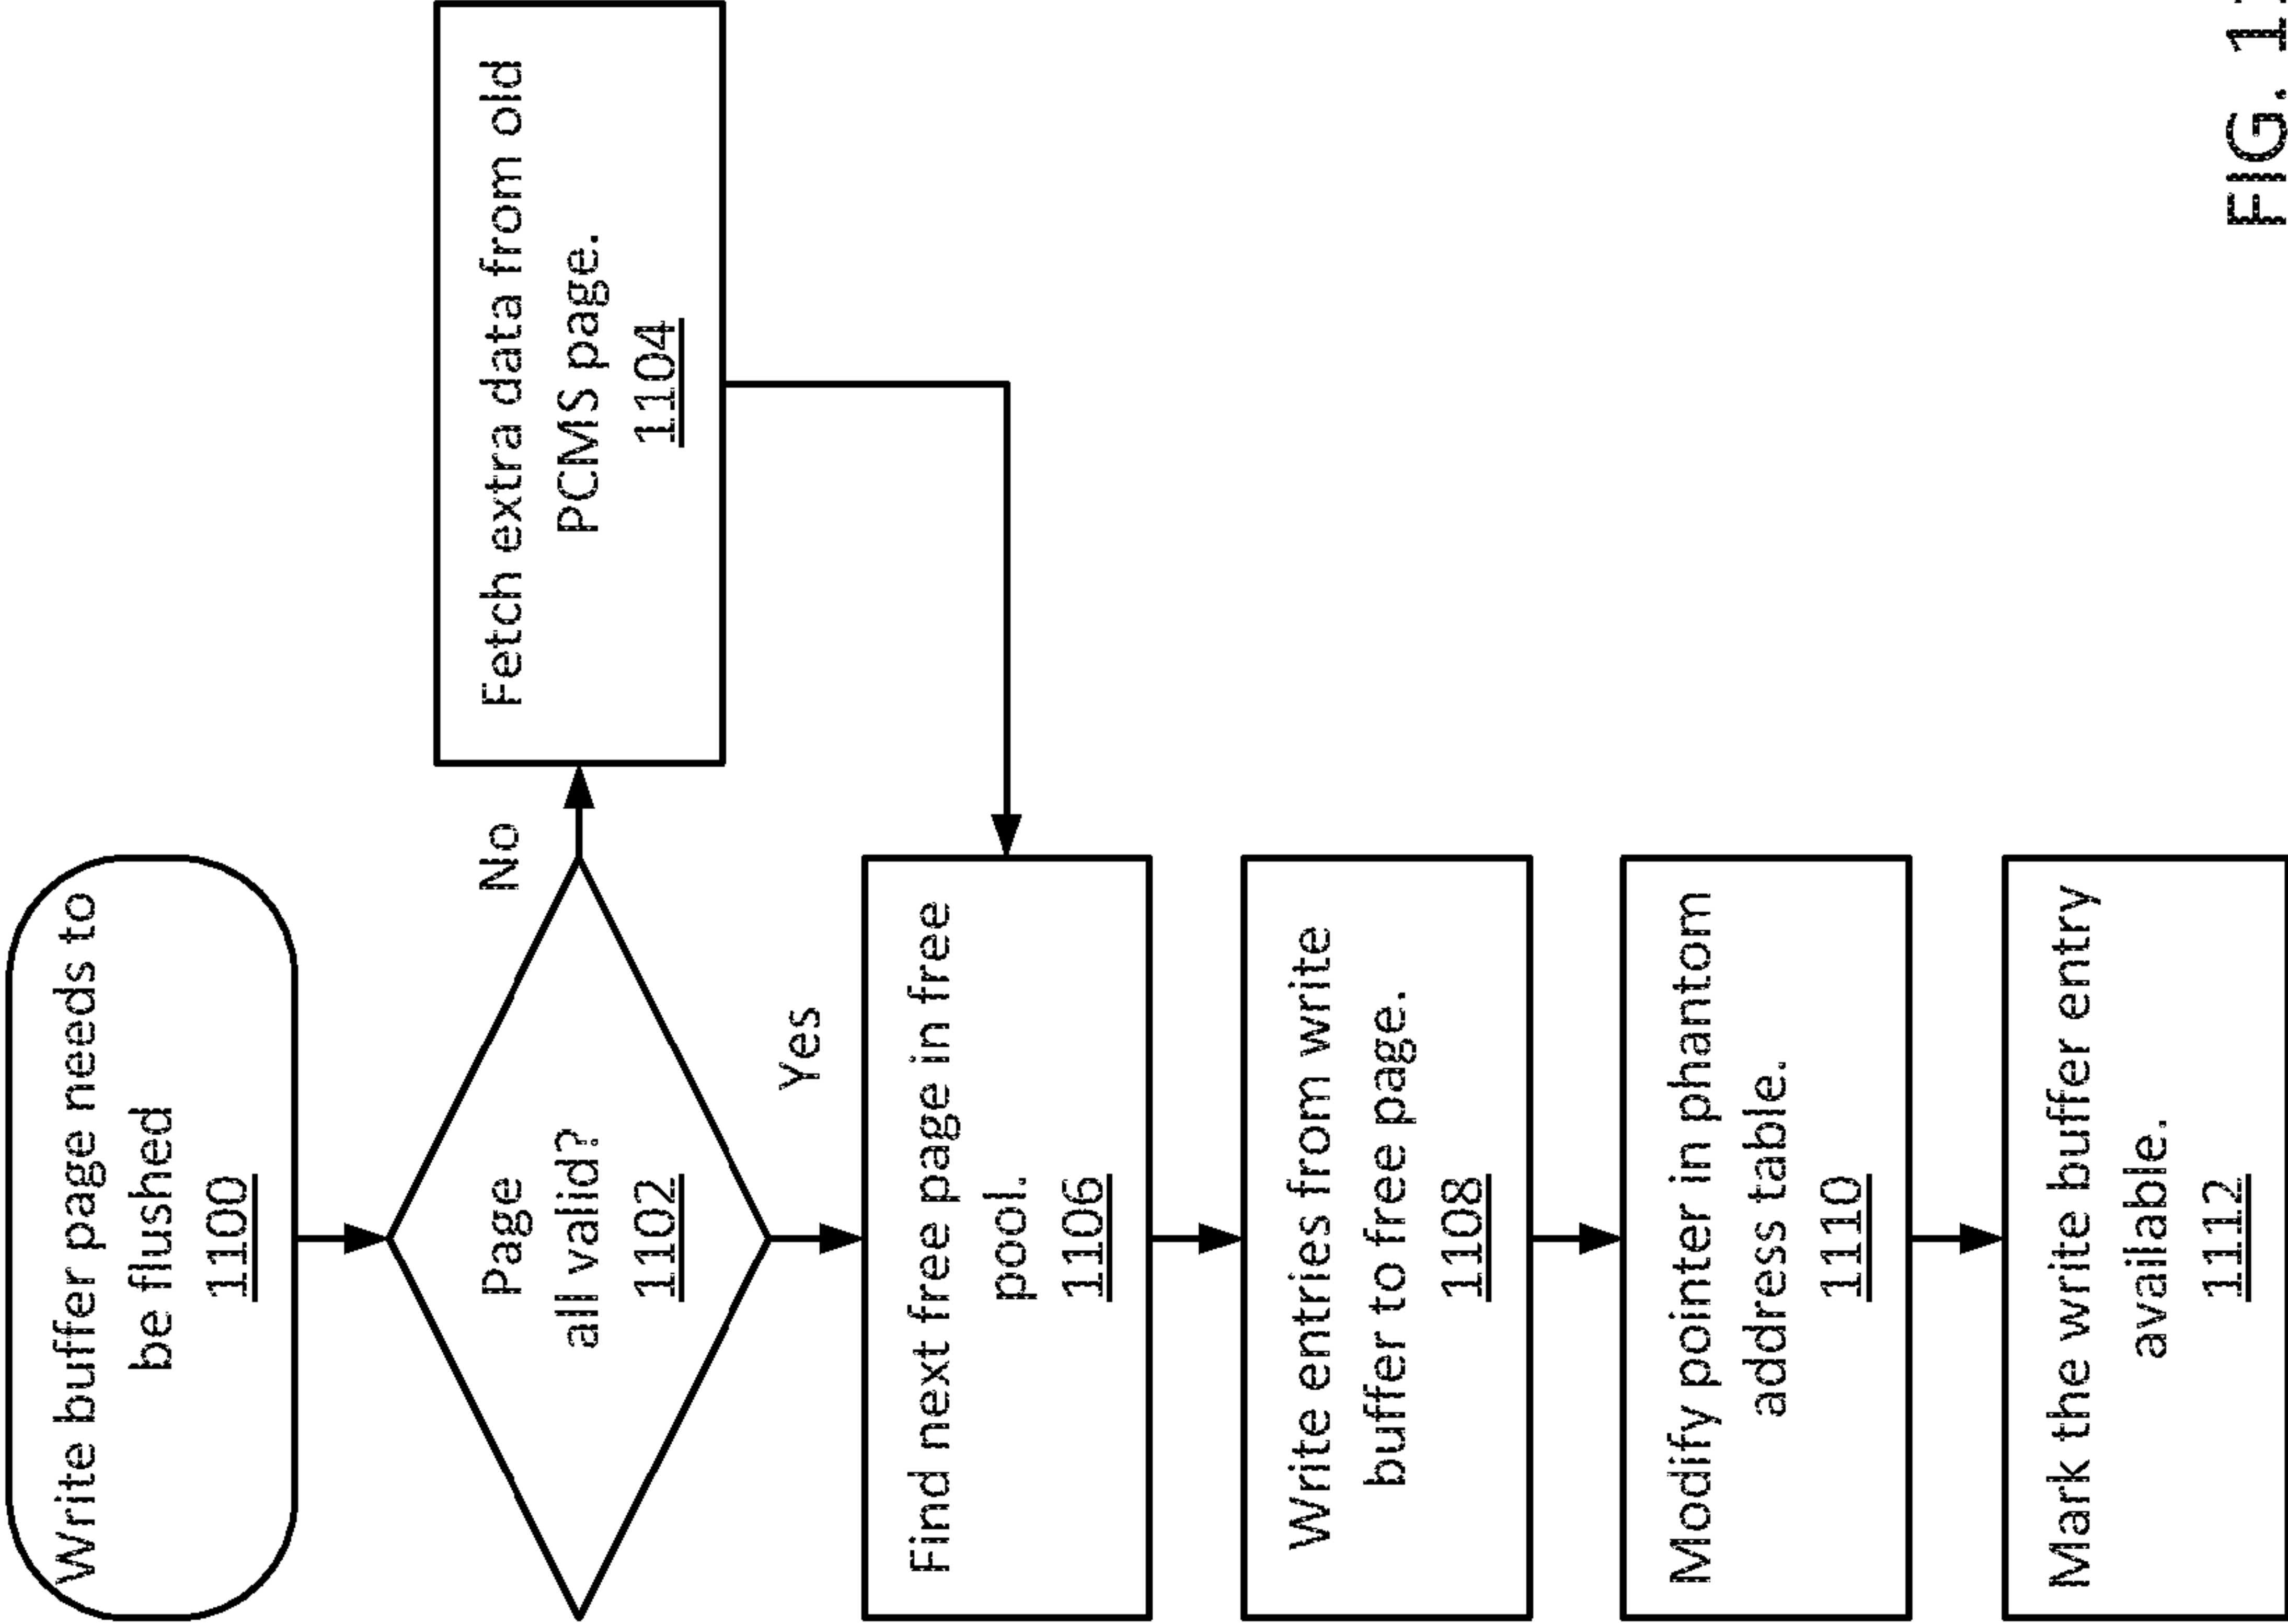 Write buffer page needs to
be flushed
1100
Page
all valid?
1102
No
Fetch extra data from old
PCMS page.
1104
Yes
Find next free page in free
pool.
1106
Write entries from write
buffer to free page.
1108
Modify pointer in phantom
address table.
1110
Mark the write buffer entry
available.
1112
FIG.